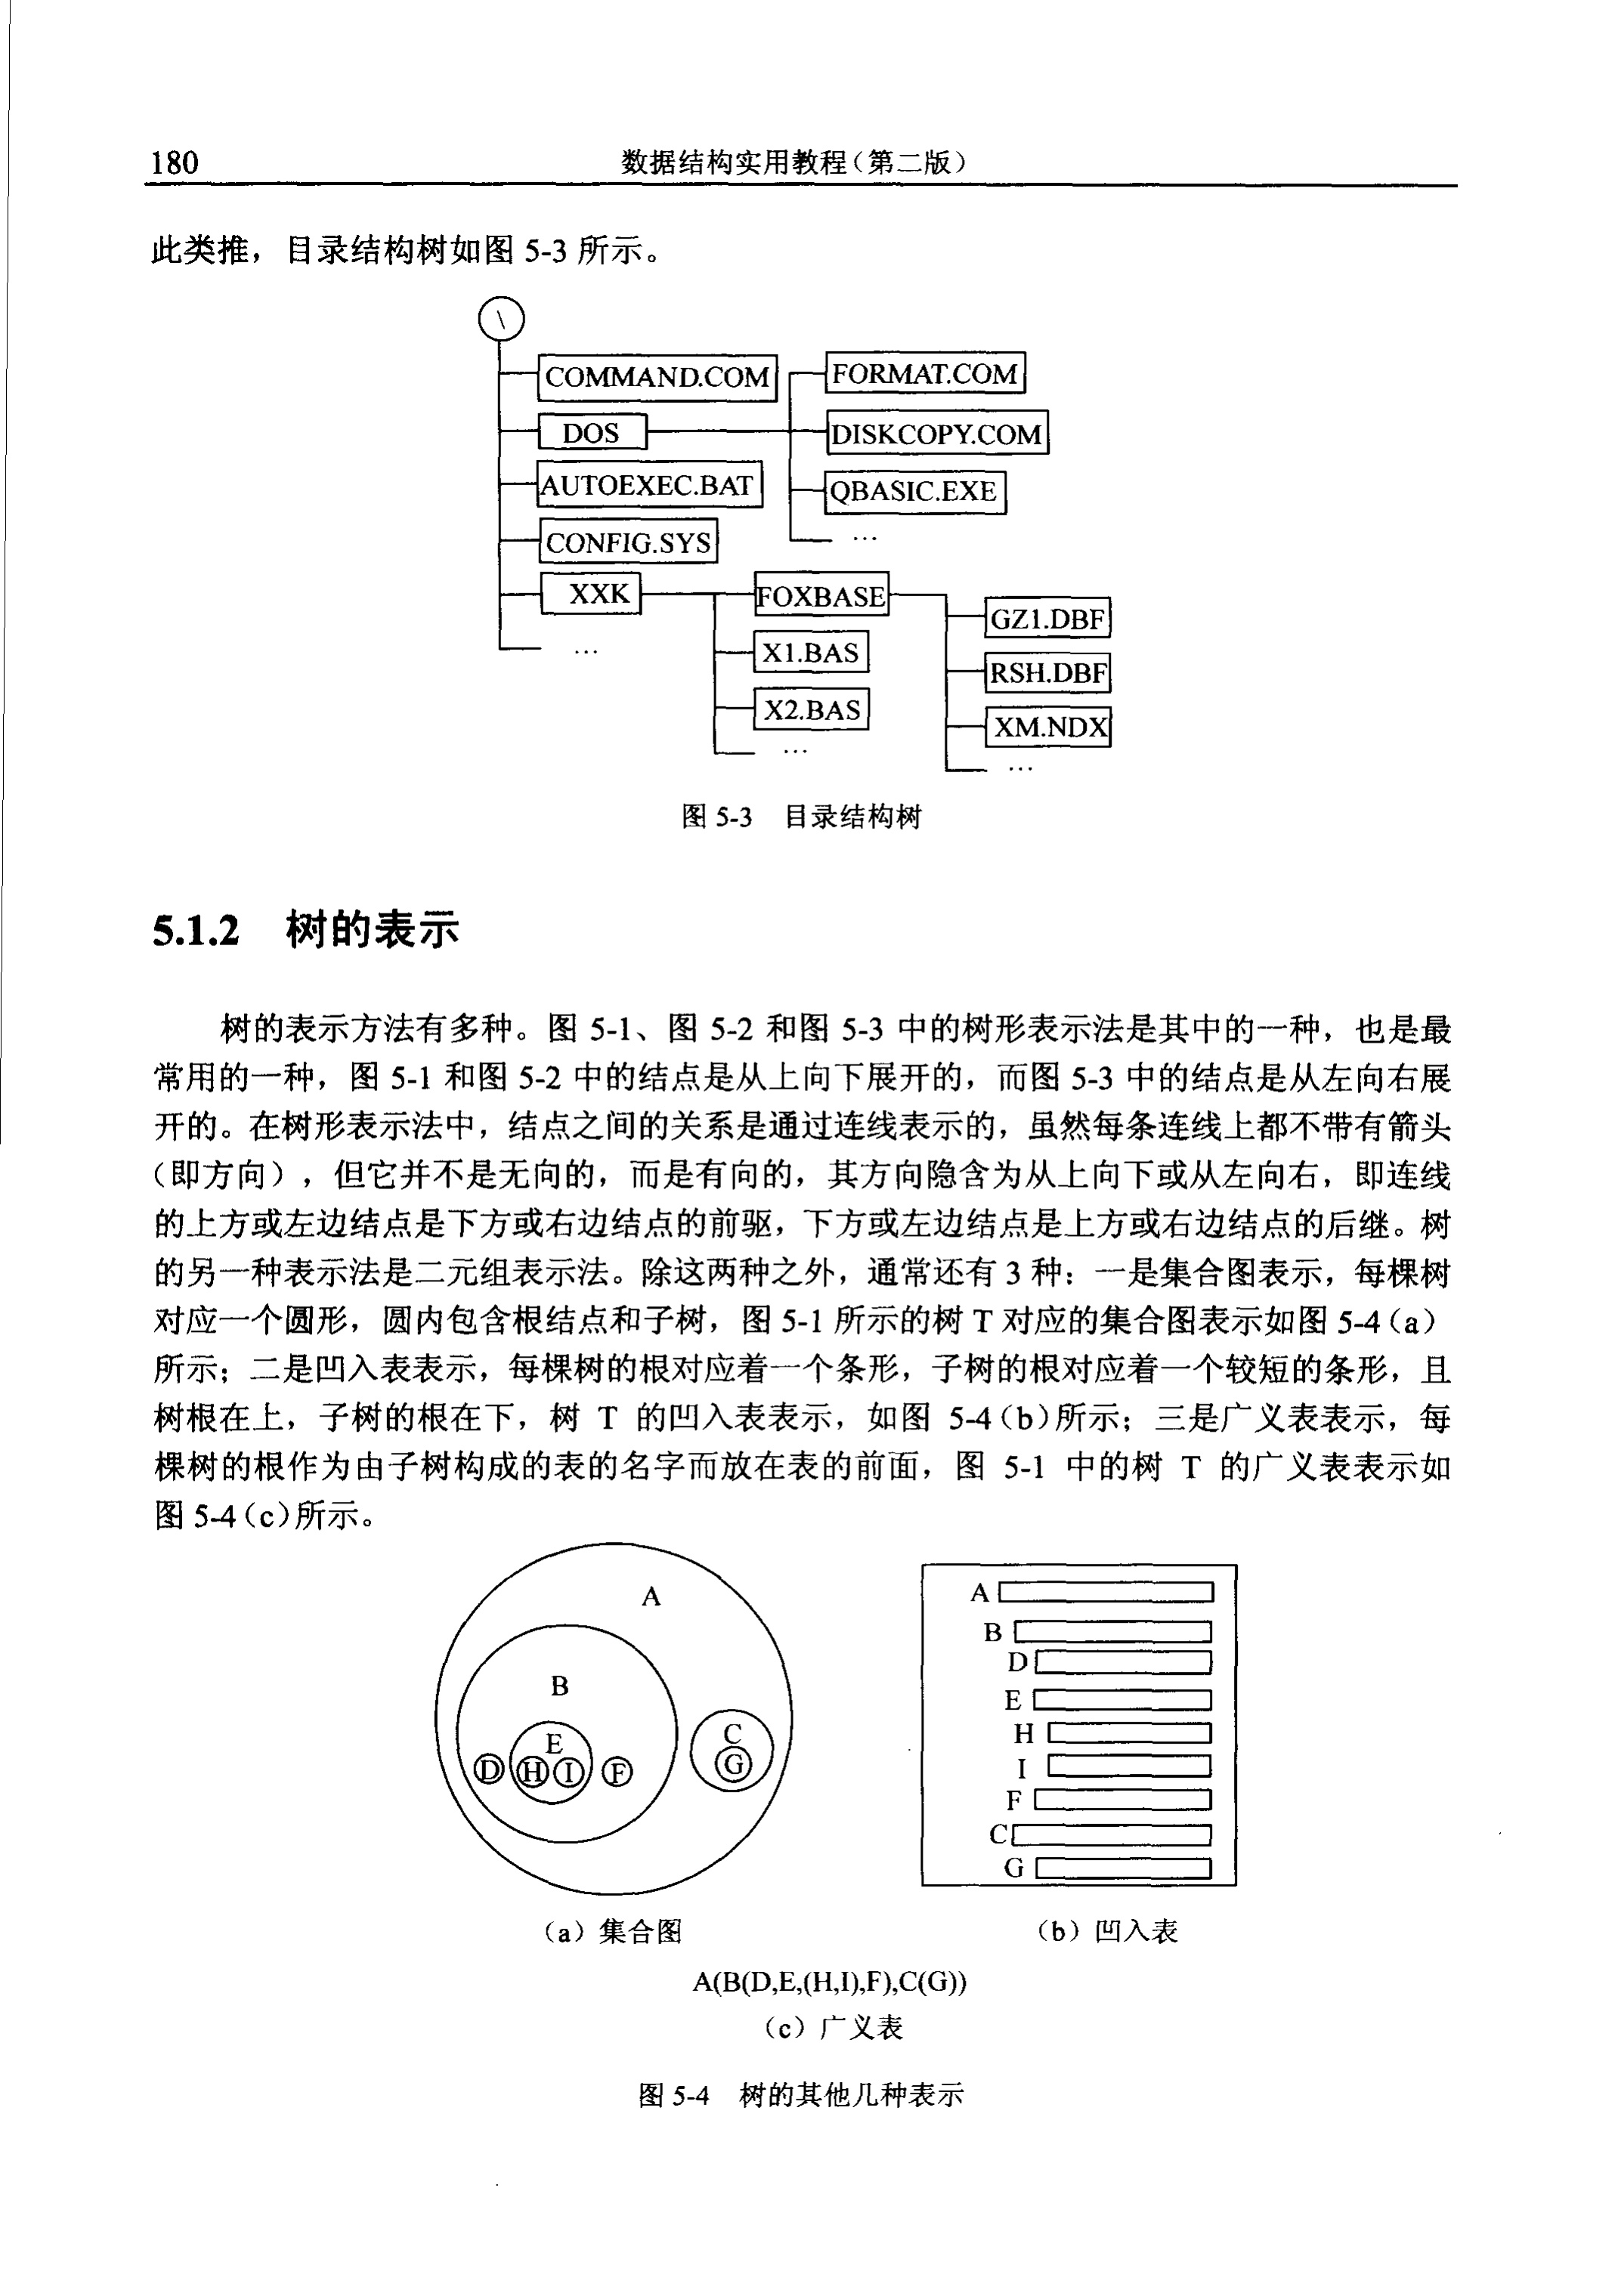 180
数据结构实用教程(第二版)
此类推，目录结构树如图 5-3 所示。
\
COMMAND.COM
FORMAT.COM
DOS
DISKCOPY.COM
AUTOEXEC.BAT
QBASIC.EXE
CONFIG.SYS
…
XXK
FOXBASE
GZ1.DBF
…
X1.BAS
RSH.DBF
X2.BAS
XM.NDX
…
…
图 5-3 目录结构树
5.1.2 树的表示
树的表示方法有多种。图 5-1、图 5-2 和图 5-3 中的树形表示法是其中的一种，也是最
常用的一种，图 5-1 和图 5-2 中的结点是从上向下展开的，而图 5-3 中的结点是从左向右展
开的。在树形表示法中，结点之间的关系是通过连线表示的，虽然每条连线上都不带有箭头
(即方向)，但它并不是无向的，而是有向的，其方向隐含为从上向下或从左向右，即连线
的上方或左边结点是下方或右边结点的前驱，下方或左边结点是上方或右边结点的后继。树
的另一种表示法是二元组表示法。除这两种之外，通常还有 3 种：一是集合图表示，每棵树
对应一个圆形，圆内包含根结点和子树，图 5-1 所示的树 T 对应的集合图表示如图 5-4(a)
所示；二是凹入表表示，每棵树的根对应着一个条形，子树的根对应着一个较短的条形，且
树根在上，子树的根在下，树 T 的凹入表表示，如图 5-4(b)所示；三是广义表表示，每
棵树的根作为由子树构成的表的名字而放在表的前面，图 5-1 中的树 T 的广义表表示如
图 5-4(c)所示。
A
B
E
D
H
I
F
C
G
A
B
D
E
H
I
F
C
G
(a) 集合图
(b) 凹入表
A(B(D,E,(H,I),F),C(G))
(c) 广义表
图 5-4 树的其他几种表示